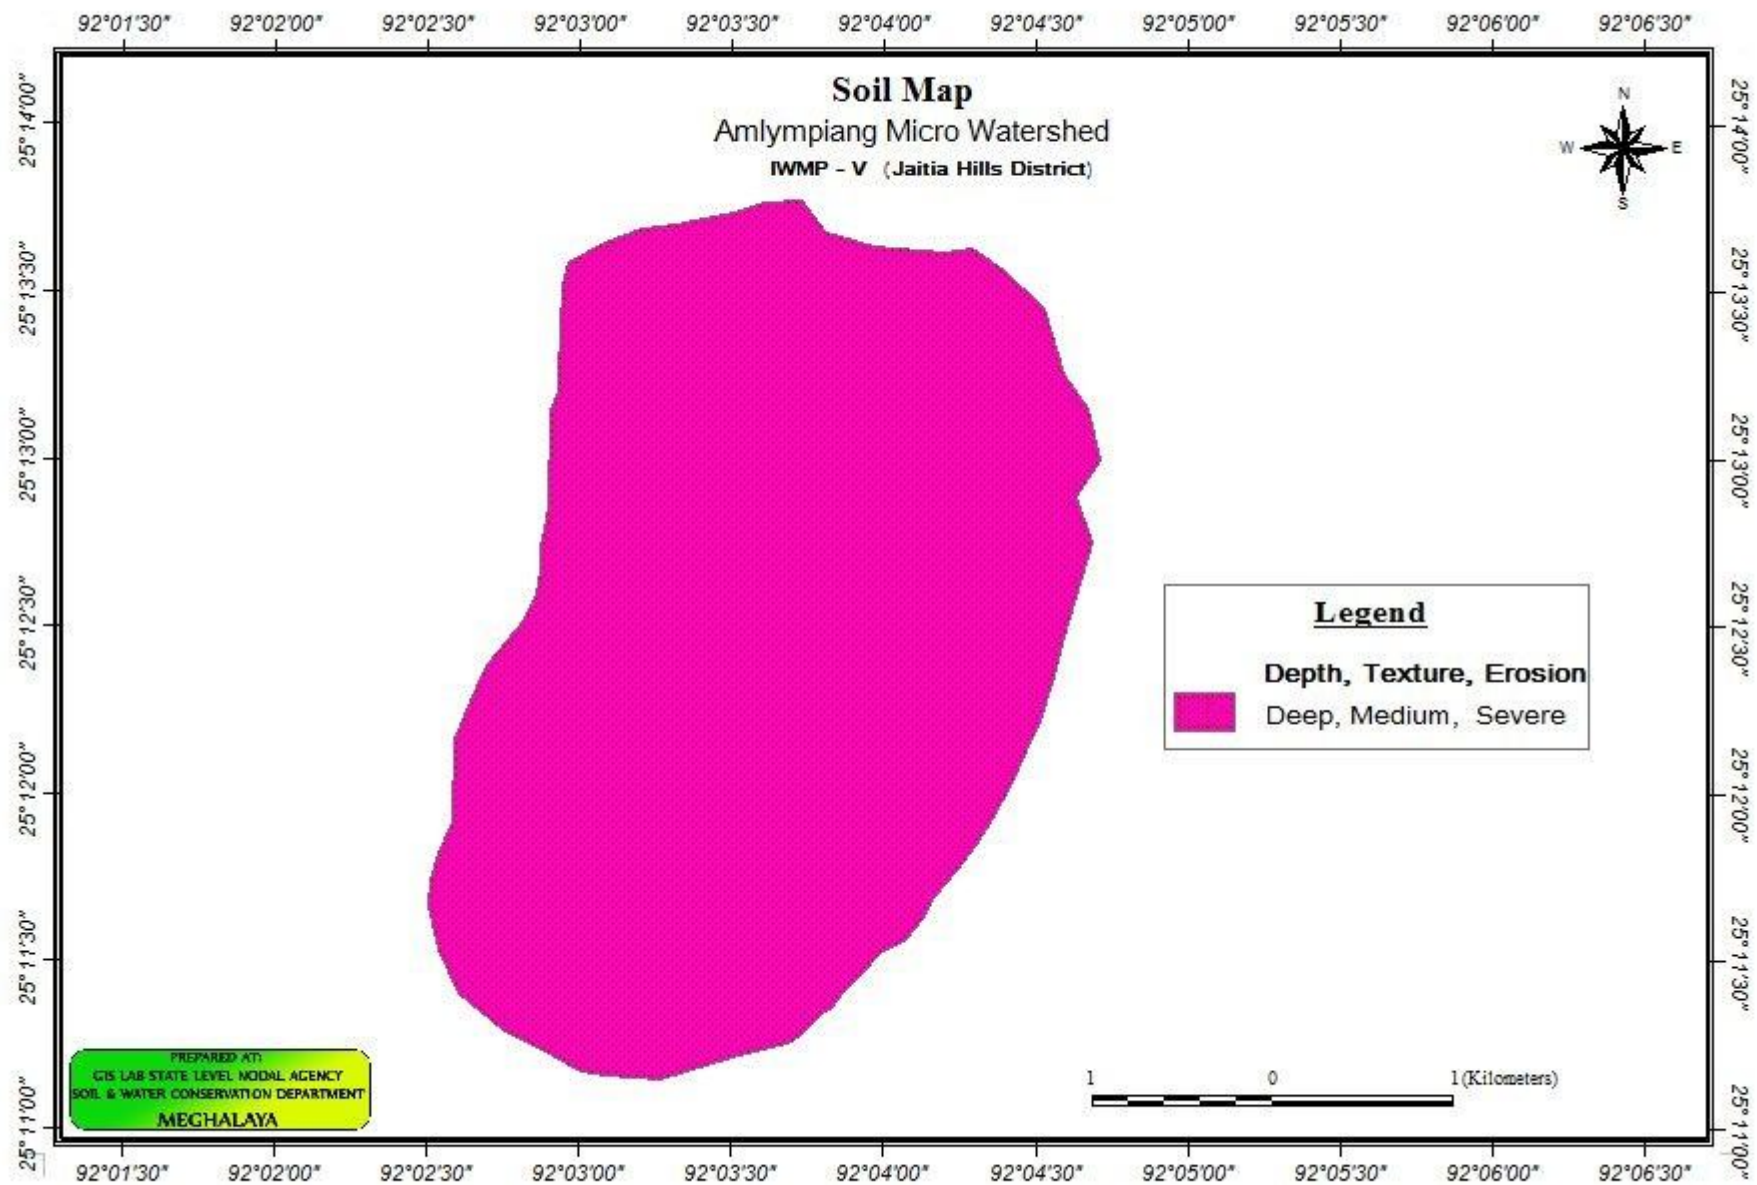 92°01'30" 92°02'00" 92°02'30" 92°03'00" 92°03'30" 92°04'00" 92°04'30" 92°05'00" 92°05'30" 92°06'00" 92°06'30"
Soil Map
Amlympiang Micro Watershed
IWMP - V (Jaitia Hills District)
N
W E
S
25°14'00" 25°14'00"
25°13'30" 25°13'30"
25°13'00" 25°13'00"
25°12'30" 25°12'30"
25°12'00" 25°12'00"
25°11'30" 25°11'30"
25°11'00" 25°11'00"
Legend
Depth, Texture, Erosion
Deep, Medium, Severe
PREPARED AT:
GIS LAB STATE LEVEL NODAL AGENCY
SOIL & WATER CONSERVATION DEPARTMENT
MEGHALAYA
1 0 1 (Kilometers)
92°01'30" 92°02'00" 92°02'30" 92°03'00" 92°03'30" 92°04'00" 92°04'30" 92°05'00" 92°05'30" 92°06'00" 92°06'30"